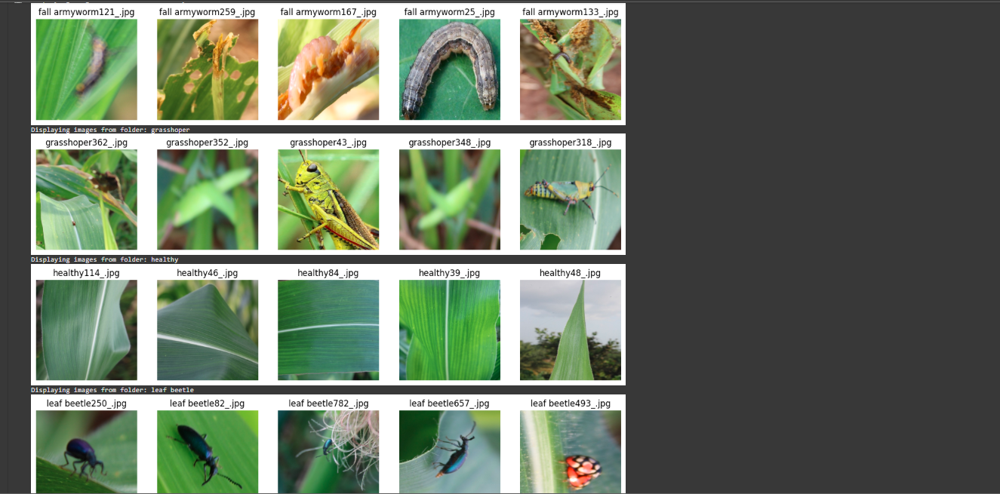 fall armyworm121_.jpg fall armyworm259_.jpg fall armyworm167_.jpg fall armyworm25_.jpg fall armyworm133_.jpg
Displaying images from folder: grasshoper
grasshoper362_.jpg grasshoper352_.jpg grasshoper43_.jpg grasshoper348_.jpg grasshoper318_.jpg
Displaying images from folder: healthy
healthy114_.jpg healthy46_.jpg healthy84_.jpg healthy39_.jpg healthy48_.jpg
Displaying images from folder: leaf beetle
leaf beetle250_.jpg leaf beetle82_.jpg leaf beetle782_.jpg leaf beetle657_.jpg leaf beetle493_.jpg